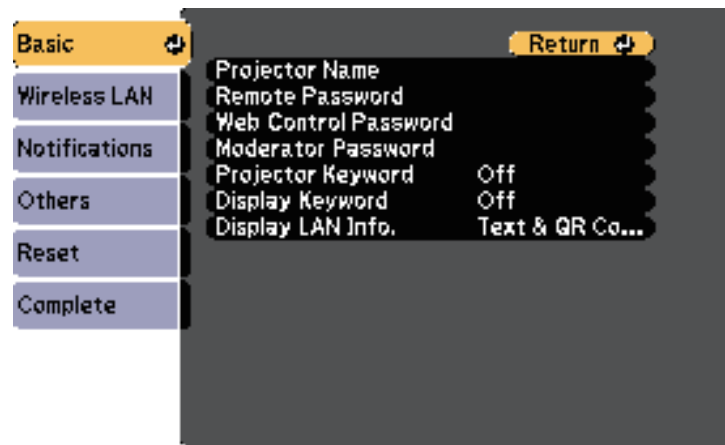 Basic
Wireless LAN
Notifications
Others
Reset
Complete
Return
Projector Name
Remote Password
Web Control Password
Moderator Password
Projector Keyword Off
Display Keyword Off
Display LAN Info. Text & QR Co...